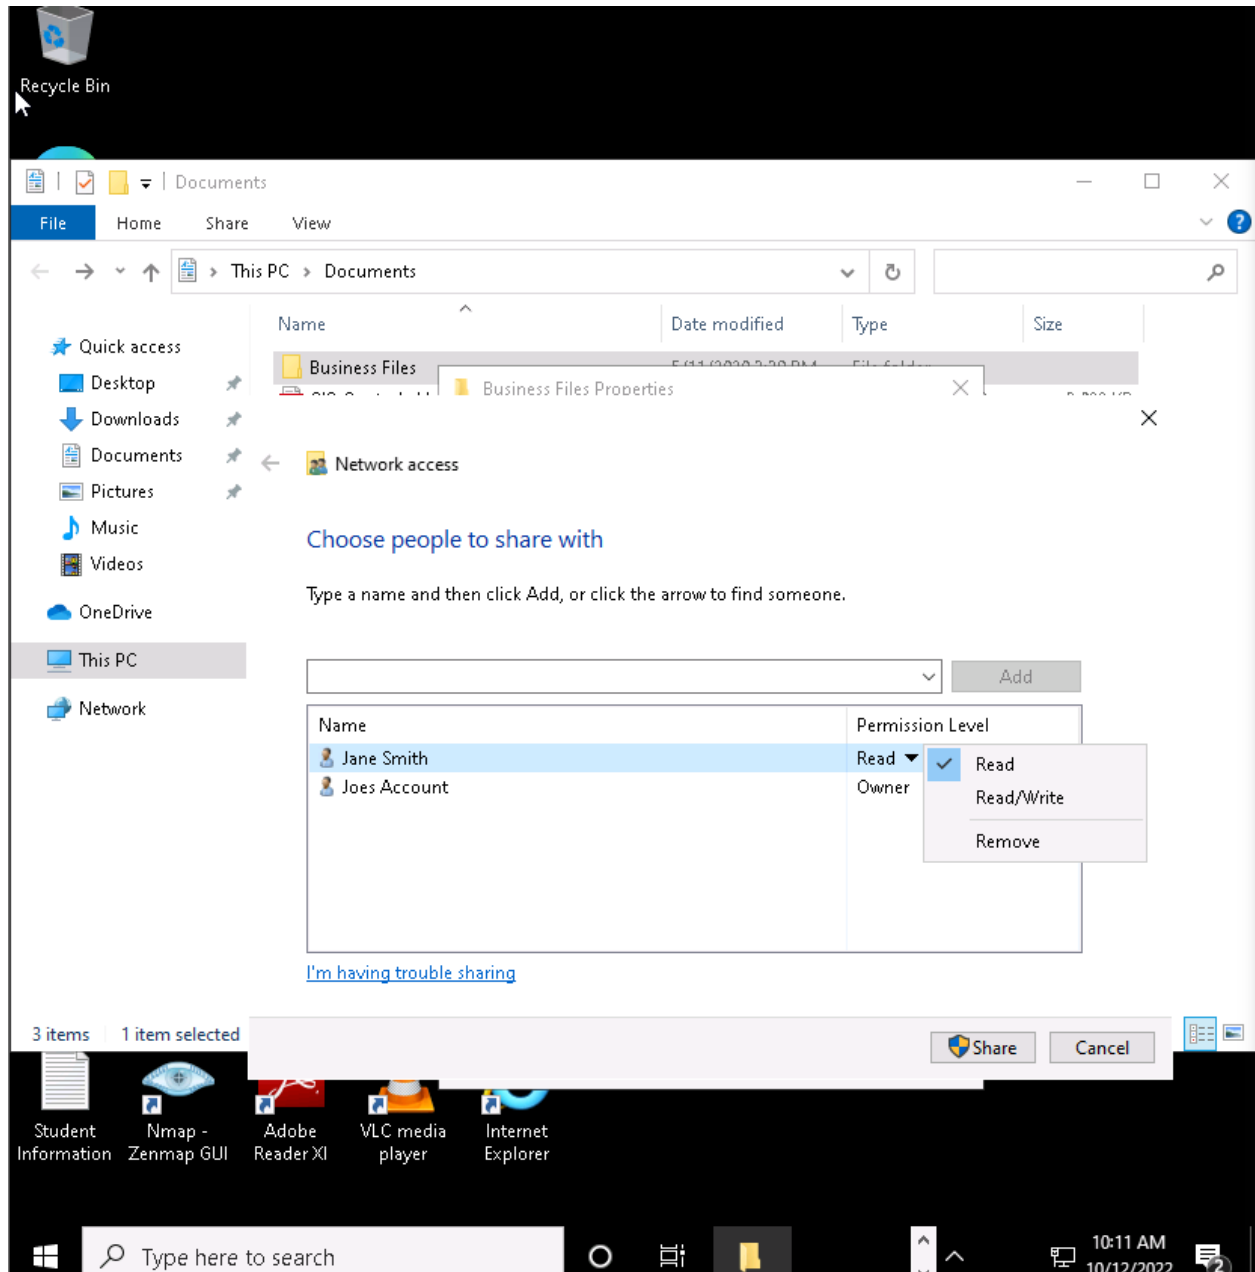 Recycle Bin
Documents
File Home Share View
This PC > Documents
Name Date modified Type Size
Quick access
Business Files
Desktop
Business Files Properties
Downloads
Documents
Network access
Pictures
Music
Choose people to share with
Videos
Type a name and then click Add, or click the arrow to find someone.
OneDrive
This PC
Add
Network
Name Permission Level
Jane Smith Read
Read
Joes Account Owner
Read/Write
Remove
I'm having trouble sharing
3 items 1 item selected
Share Cancel
Student Information
Nmap - Zenmap GUI
Adobe Reader XI
VLC media player
Internet Explorer
Type here to search
10:11 AM
10/12/2022
2